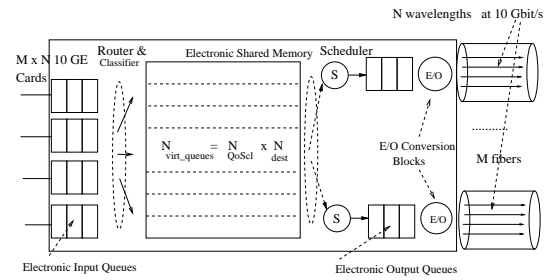 N wavelengths at 10 Gbit/s
M x N 10 GE
Cards
Router &
Classifier
Electronic Shared Memory
Scheduler
S
E/O
N virt_queues = N QoScl x N dest
E/O Conversion
Blocks
M fibers
S
E/O
Electronic Input Queues
Electronic Output Queues